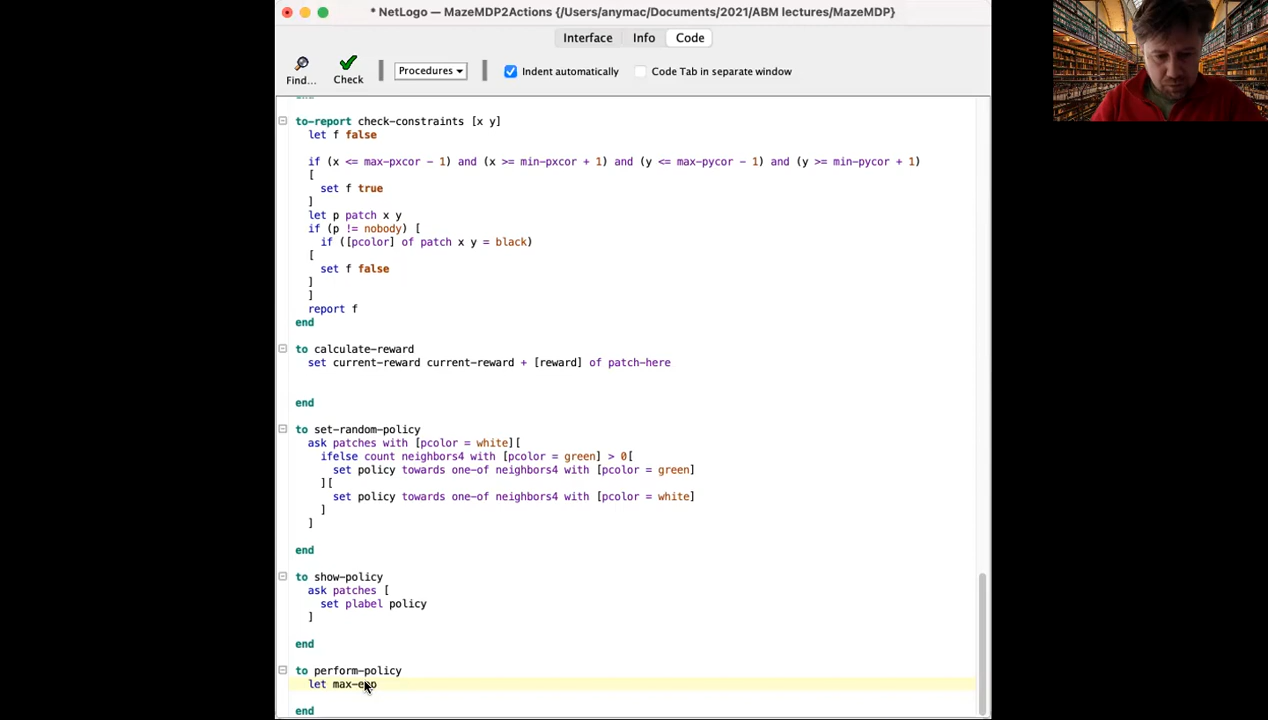 * NetLogo — MazeMDP2Actions {/Users/anymac/Documents/2021/ABM lectures/MazeMDP}
Interface Info Code
Find... Check Procedures Indent automatically Code Tab in separate window
to-report check-constraints [x y]
let f false
if (x <= max-pxcor - 1) and (x >= min-pxcor + 1) and (y <= max-pycor - 1) and (y >= min-pycor + 1)
[
set f true
]
let p patch x y
if (p != nobody) [
if ([pcolor] of patch x y = black)
[
set f false
]
]
report f
end
to calculate-reward
set current-reward current-reward + [reward] of patch-here
end
to set-random-policy
ask patches with [pcolor = white][
ifelse count neighbors4 with [pcolor = green] > 0[
set policy towards one-of neighbors4 with [pcolor = green]
][
set policy towards one-of neighbors4 with [pcolor = white]
]
]
end
to show-policy
ask patches [
set plabel policy
]
end
to perform-policy
let
end